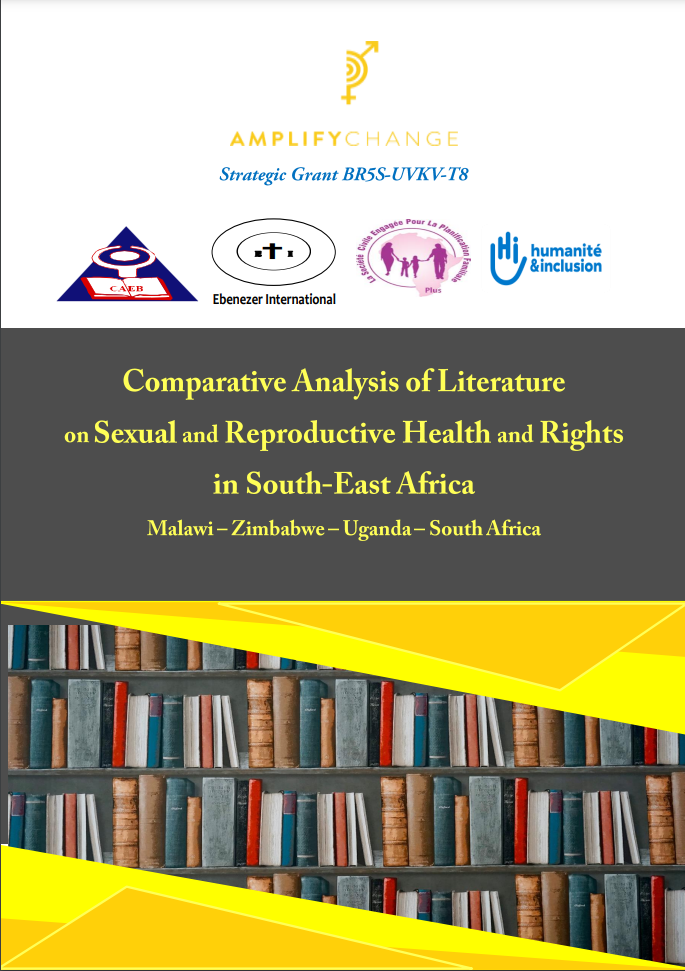 AMPLIFYCHANGE
Strategic Grant BR5S-UVKV-T8
CAEB
Ebenezer International
La Société Civile Engagée Pour La Planification Familiale
Plus
Hi humanité
&inclusion
Comparative Analysis of Literature
on Sexual and Reproductive Health and Rights
in South-East Africa
Malawi – Zimbabwe – Uganda – South Africa